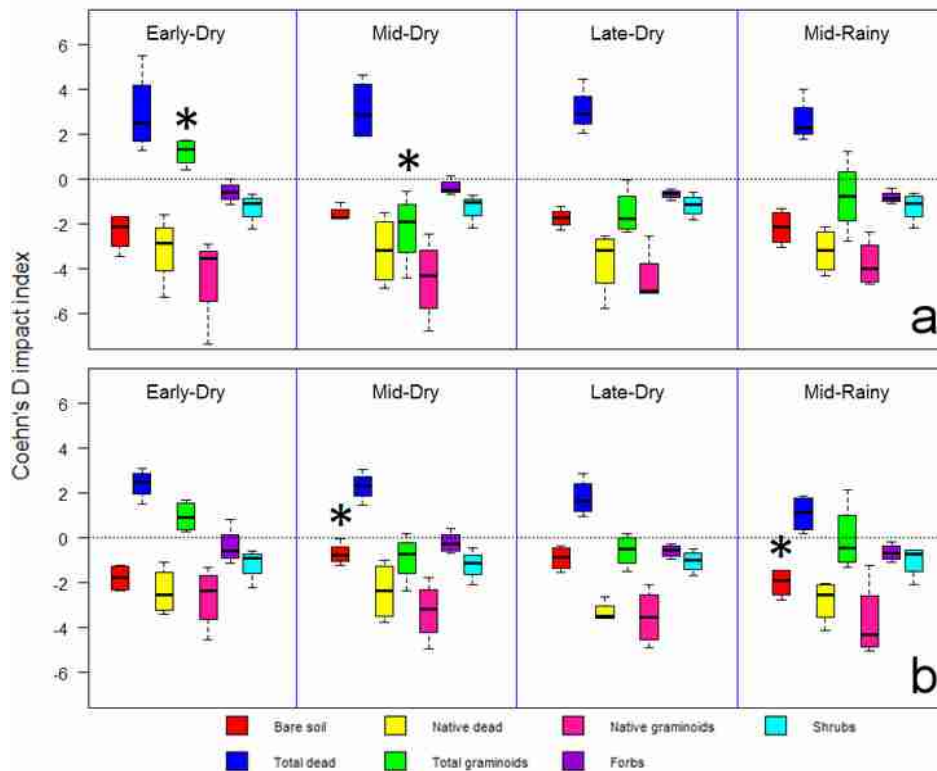 Coehn's D impact index
Early-Dry Mid-Dry Late-Dry Mid-Rainy
6
4
*
2
*
0
-2
-4
-6
a
Early-Dry Mid-Dry Late-Dry Mid-Rainy
6
4
2
*
0
*
-2
-4
-6
b
Bare soil Native dead Native graminoids Shrubs
Total dead Total graminoids Forbs